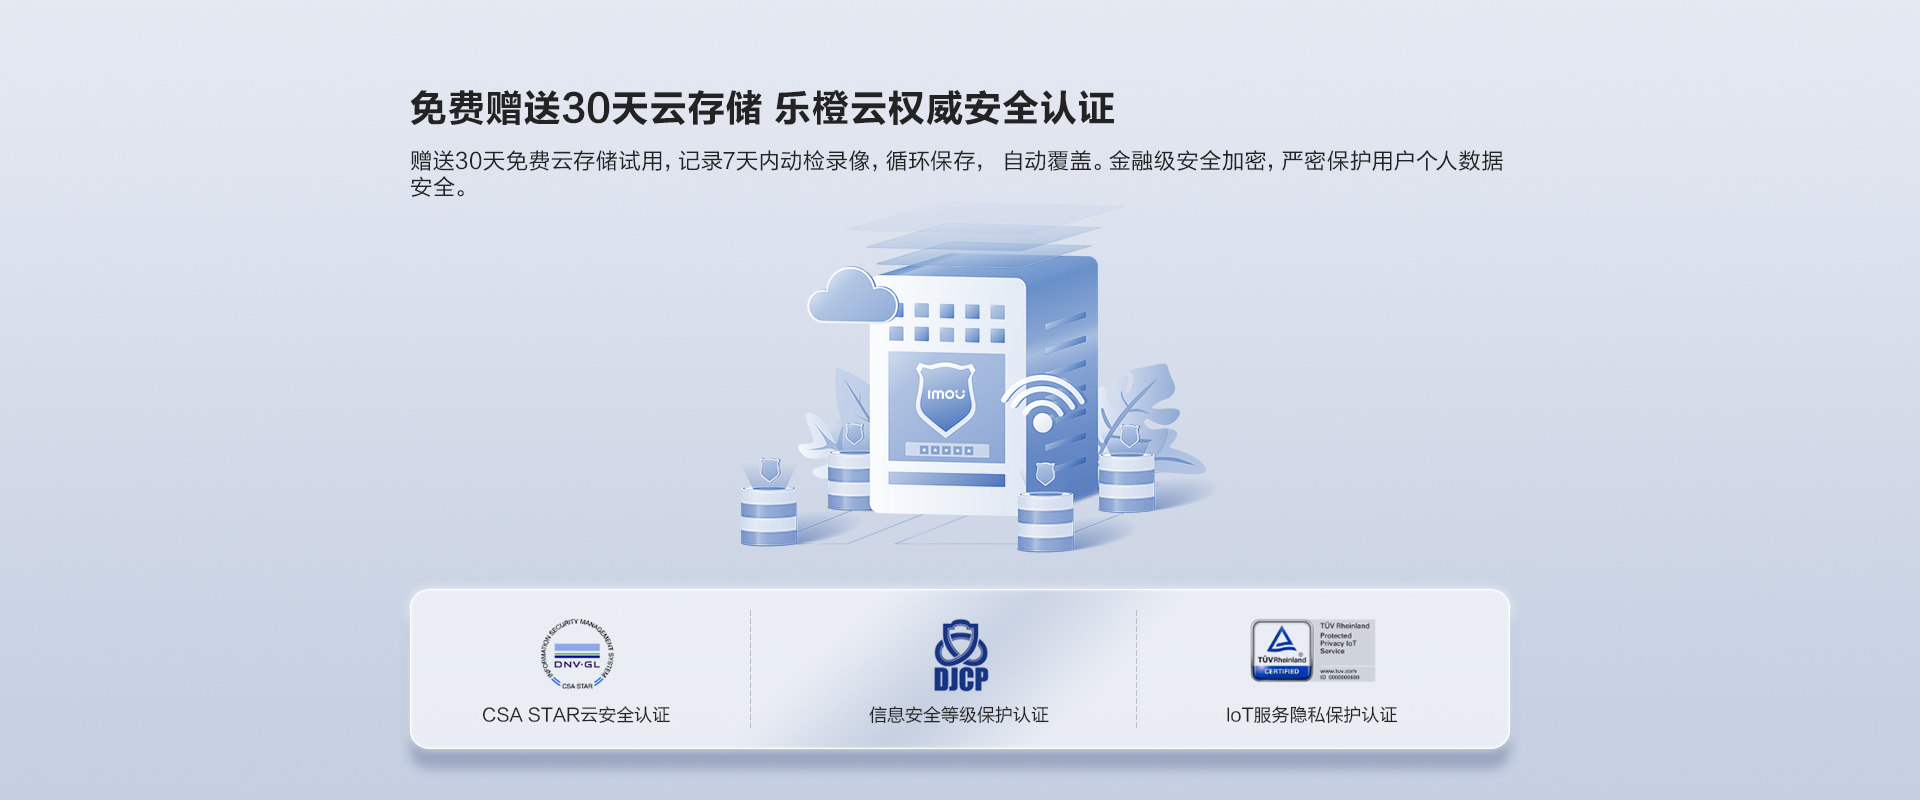 免费赠送30天云存储 乐橙云权威安全认证
赠送30天免费云存储试用, 记录7天内动检录像, 循环保存, 自动覆盖。金融级安全加密, 严密保护用户个人数据
安全。
imou
INFORMATION SECURITY MANAGEMENT SYSTEM
DNV·GL
CSA STAR
CSA STAR云安全认证
DJCP
信息安全等级保护认证
TÜVRheinland
CERTIFIED
TÜV Rheinland
Protected
Privacy IoT
Service
www.tuv.com
ID 0000000600
IoT服务隐私保护认证